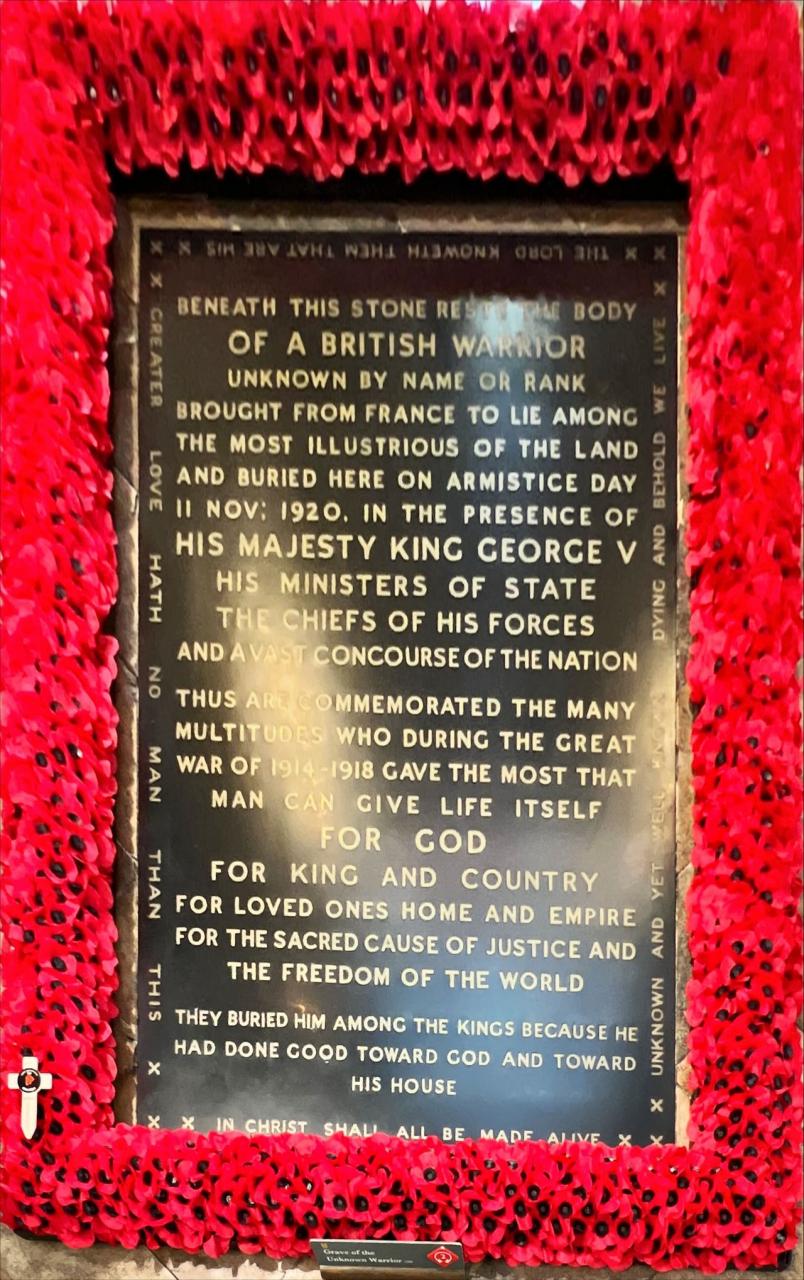 THE LORD KNOWETH THEM THAT ARE HIS
GREATER LOVE HATH NO MAN THAN THIS
BENEATH THIS STONE RESTS THE BODY
OF A BRITISH WARRIOR
UNKNOWN BY NAME OR RANK
BROUGHT FROM FRANCE TO LIE AMONG
THE MOST ILLUSTRIOUS OF THE LAND
AND BURIED HERE ON ARMISTICE DAY
11 NOV: 1920. IN THE PRESENCE OF
HIS MAJESTY KING GEORGE V
HIS MINISTERS OF STATE
THE CHIEFS OF HIS FORCES
AND A VAST CONCOURSE OF THE NATION
THUS ARE COMMEMORATED THE MANY
MULTITUDES WHO DURING THE GREAT
WAR OF 1914-1918 GAVE THE MOST THAT
MAN CAN GIVE LIFE ITSELF
FOR GOD
FOR KING AND COUNTRY
FOR LOVED ONES HOME AND EMPIRE
FOR THE SACRED CAUSE OF JUSTICE AND
THE FREEDOM OF THE WORLD
THEY BURIED HIM AMONG THE KINGS BECAUSE HE
HAD DONE GOOD TOWARD GOD AND TOWARD
HIS HOUSE
UNKNOWN AND YET WELL KNOWN DYING AND BEHOLD WE LIVE
IN CHRIST SHALL ALL BE MADE ALIVE
Grave of the
Unknown Warrior